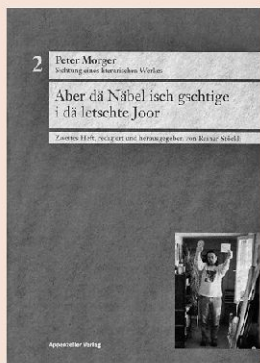 2
Peter Morger
Sichtung eines literarischen Werkes
Aber dä Näbel isch gschtige
i dä letschte Joor
Zweites Heft, redigiert und herausgegeben von Rainer Stöckli
Appenzeller Verlag